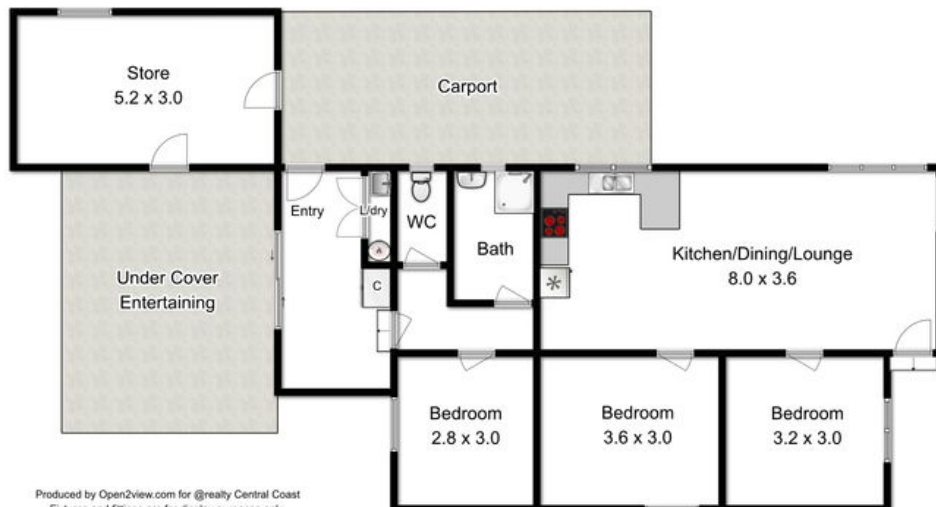 Store
5.2 x 3.0
Carport
Entry
L/dry
WC
Bath
A
C
Kitchen/Dining/Lounge
8.0 x 3.6
Under Cover
Entertaining
Bedroom
2.8 x 3.0
Bedroom
3.6 x 3.0
Bedroom
3.2 x 3.0
Produced by Open2view.com for @realty Central Coast